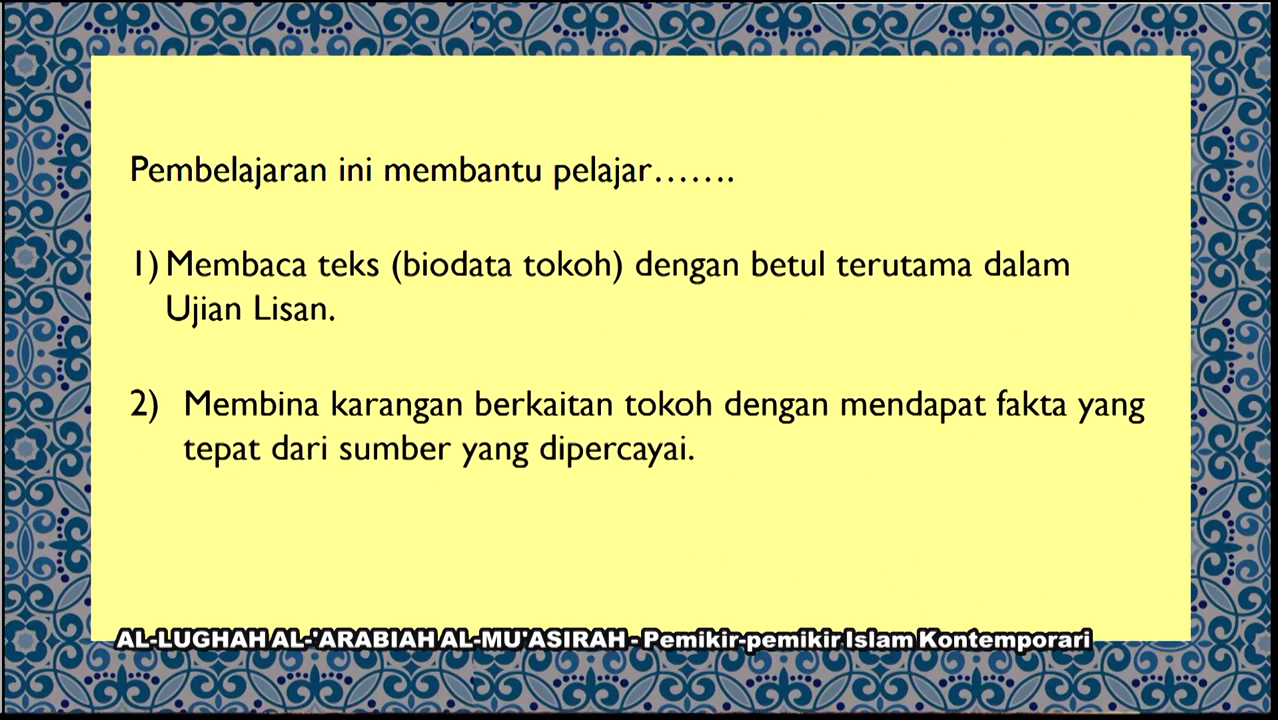 Pembelajaran ini membantu pelajar.......
1) Membaca teks (biodata tokoh) dengan betul terutama dalam
Ujian Lisan.
2) Membina karangan berkaitan tokoh dengan mendapat fakta yang
tepat dari sumber yang dipercayai.
AL-LUGHAH AL-'ARABIAH AL-MU'ASIRAH - Pemikir-pemikir Islam Kontemporari